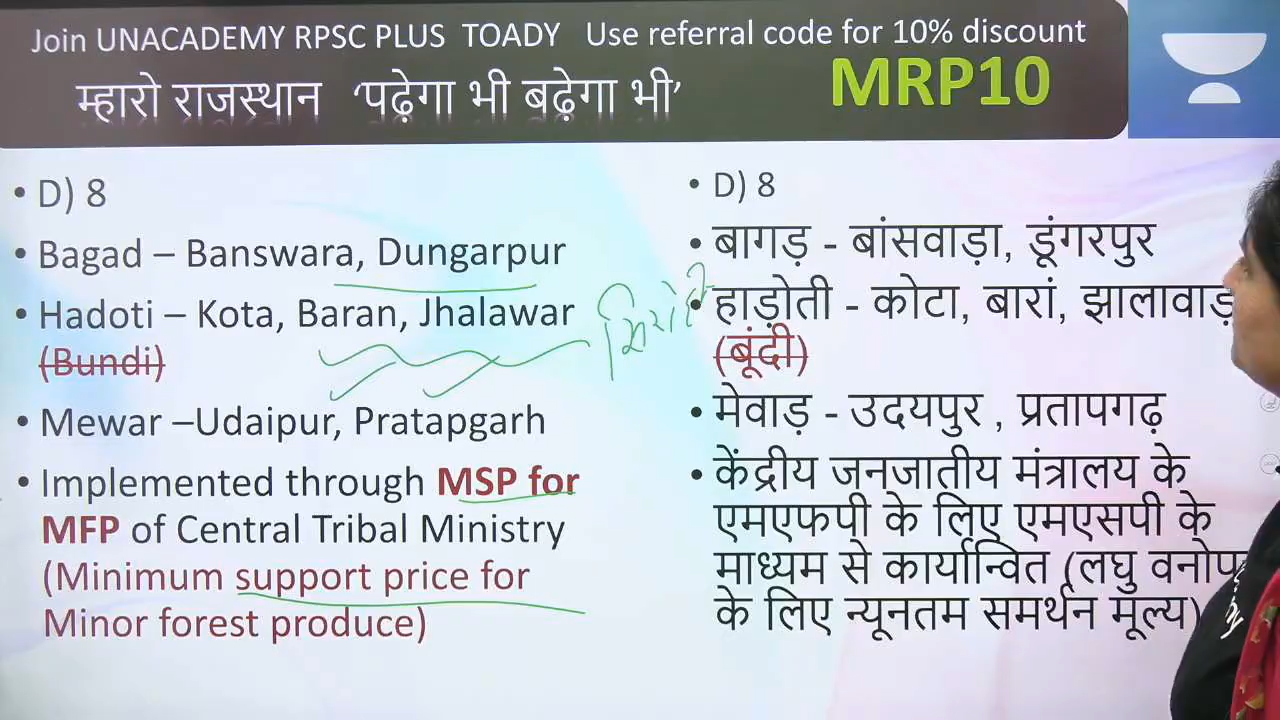 Join UNACADEMY RPSC PLUS TOADY Use referral code for 10% discount
म्हारो राजस्थान ‘पढ़ेगा भी बढ़ेगा भी’ MRP10
• D) 8
• Bagad – Banswara, Dungarpur
• Hadoti – Kota, Baran, Jhalawar
(Bundi)
• Mewar –Udaipur, Pratapgarh
• Implemented through MSP for
MFP of Central Tribal Ministry
(Minimum support price for
Minor forest produce)
• D) 8
• बागड़ - बांसवाड़ा, डूंगरपुर
• हाड़ोती - कोटा, बारां, झालावाड़
(बूंदी)
• मेवाड़ - उदयपुर , प्रतापगढ़
• केंद्रीय जनजातीय मंत्रालय के
एमएफपी के लिए एमएसपी के
माध्यम से कार्यान्वित (लघु
के लिए न्यूनतम समर्थन मूल्य)